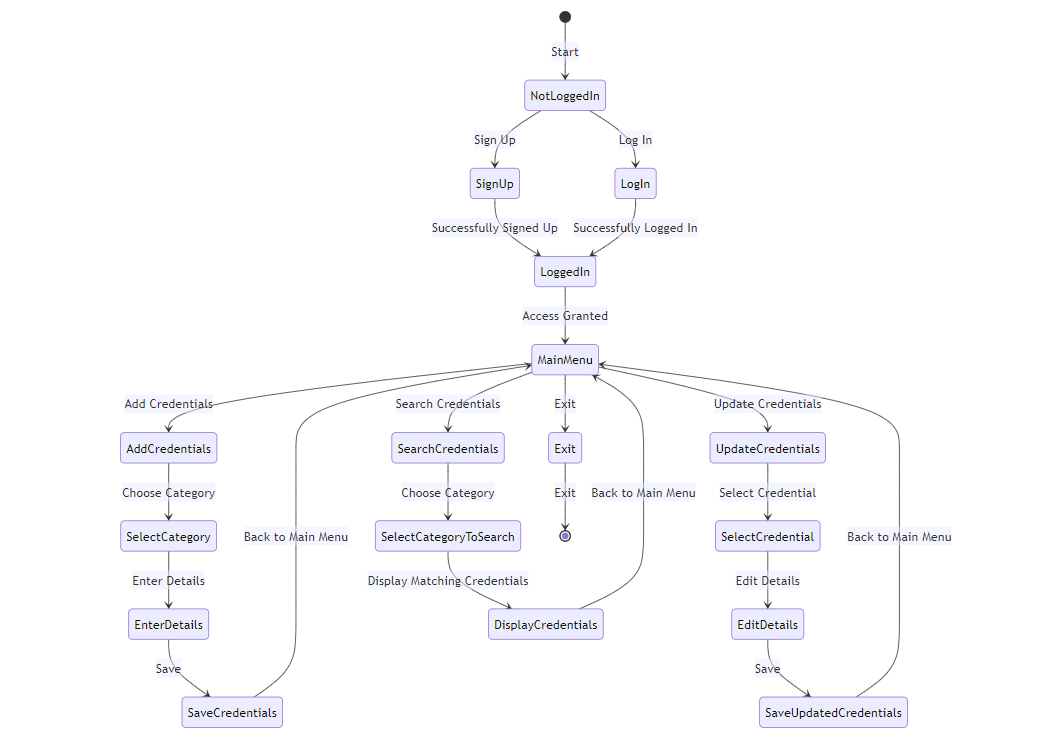 Start
NotLoggedIn
Sign Up
Log In
SignUp
LogIn
Successfully Signed Up
Successfully Logged In
LoggedIn
Access Granted
MainMenu
Add Credentials
Search Credentials
Exit
Update Credentials
AddCredentials
SearchCredentials
Exit
UpdateCredentials
Choose Category
Choose Category
Exit
Back to Main Menu
Select Credential
SelectCategory
Back to Main Menu
SelectCategoryToSearch
SelectCredential
Back to Main Menu
Enter Details
Display Matching Credentials
Edit Details
EnterDetails
DisplayCredentials
EditDetails
Save
Save
SaveCredentials
SaveUpdatedCredentials